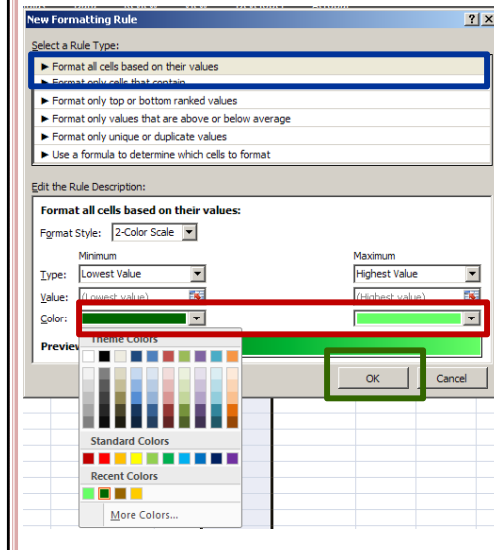 New Formatting Rule
Select a Rule Type:
► Format all cells based on their values
► Format only cells that contain
► Format only top or bottom ranked values
► Format only values that are above or below average
► Format only unique or duplicate values
► Use a formula to determine which cells to format
Edit the Rule Description:
Format all cells based on their values:
Format Style: 2-Color Scale
Minimum Maximum
Type: Lowest Value Highest Value
Value: (Lowest value) (Highest value)
Color:
Theme Colors
Preview
OK Cancel
Standard Colors
Recent Colors
More Colors...